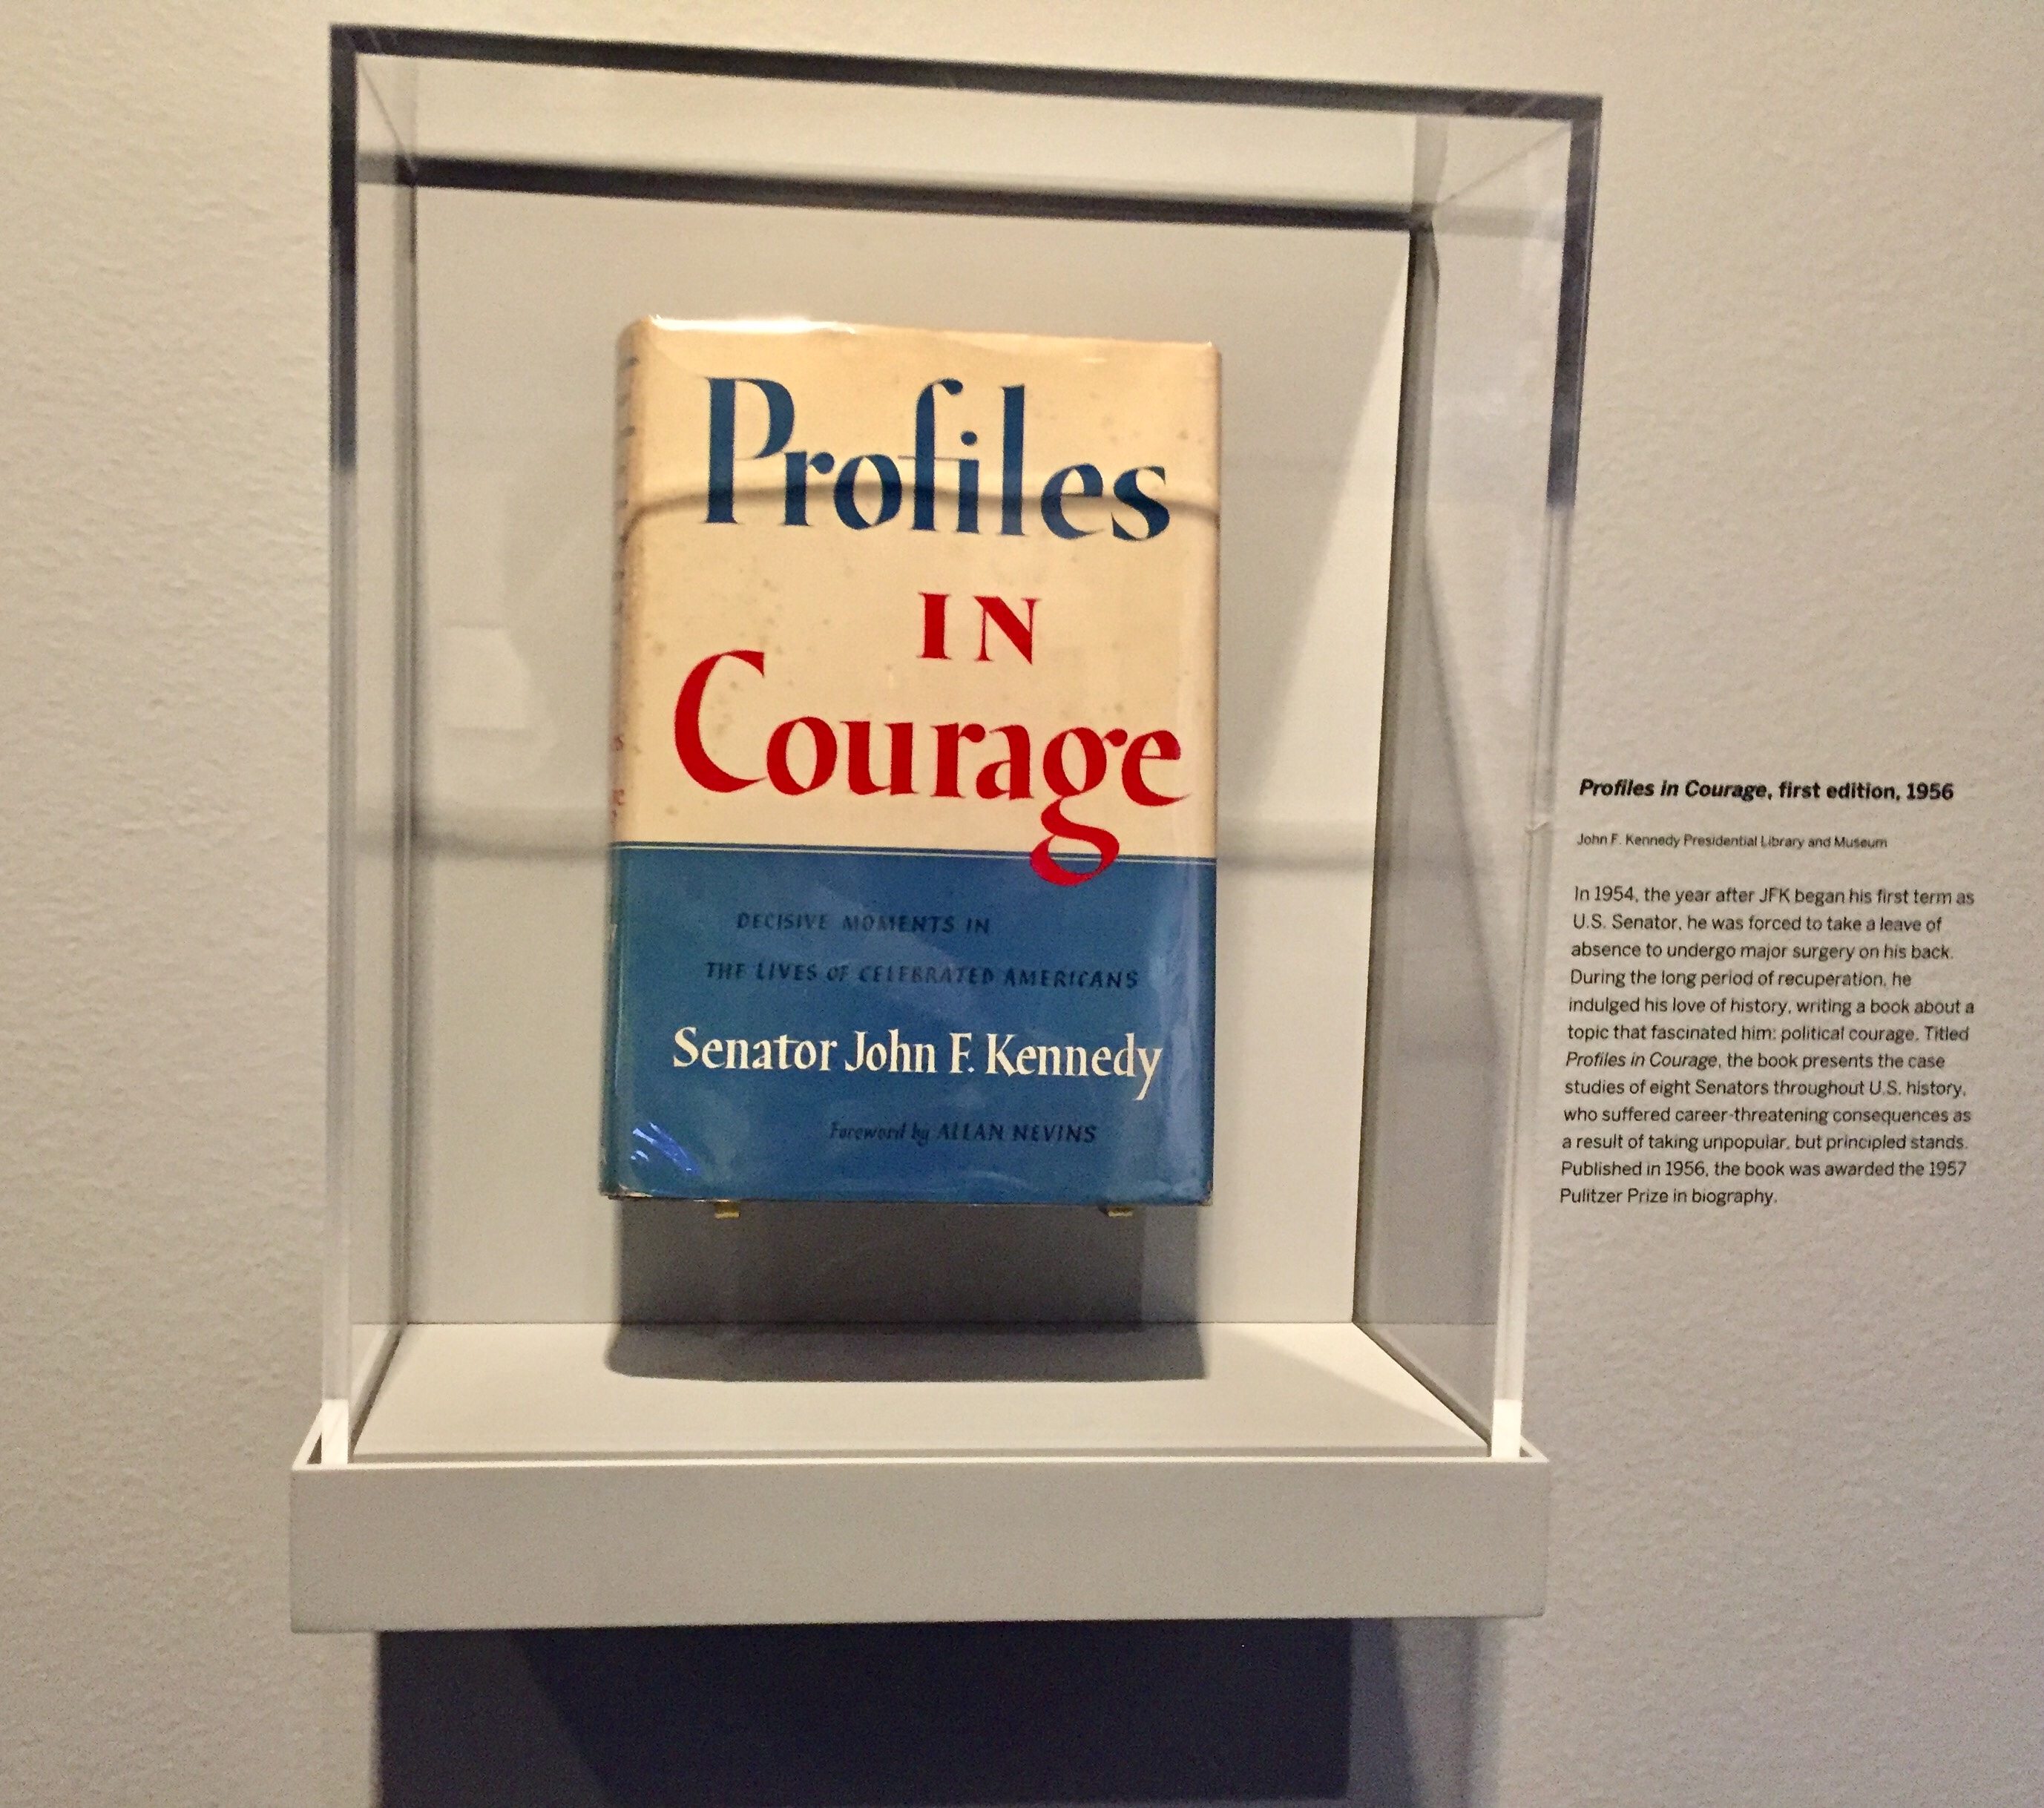 Profiles
IN
Courage
DECISIVE MOMENTS IN
THE LIVES OF CELEBRATED AMERICANS
Senator John F. Kennedy
Foreword by ALLAN NEVINS
Profiles in Courage, first edition, 1956
John F. Kennedy Presidential Library and Museum
In 1954, the year after JFK began his first term as
U.S. Senator, he was forced to take a leave of
absence to undergo major surgery on his back.
During the long period of recuperation, he
indulged his love of history, writing a book about a
topic that fascinated him: political courage. Titled
Profiles in Courage, the book presents the case
studies of eight Senators throughout U.S. history,
who suffered career-threatening consequences as
a result of taking unpopular, but principled stands.
Published in 1956, the book was awarded the 1957
Pulitzer Prize in biography.